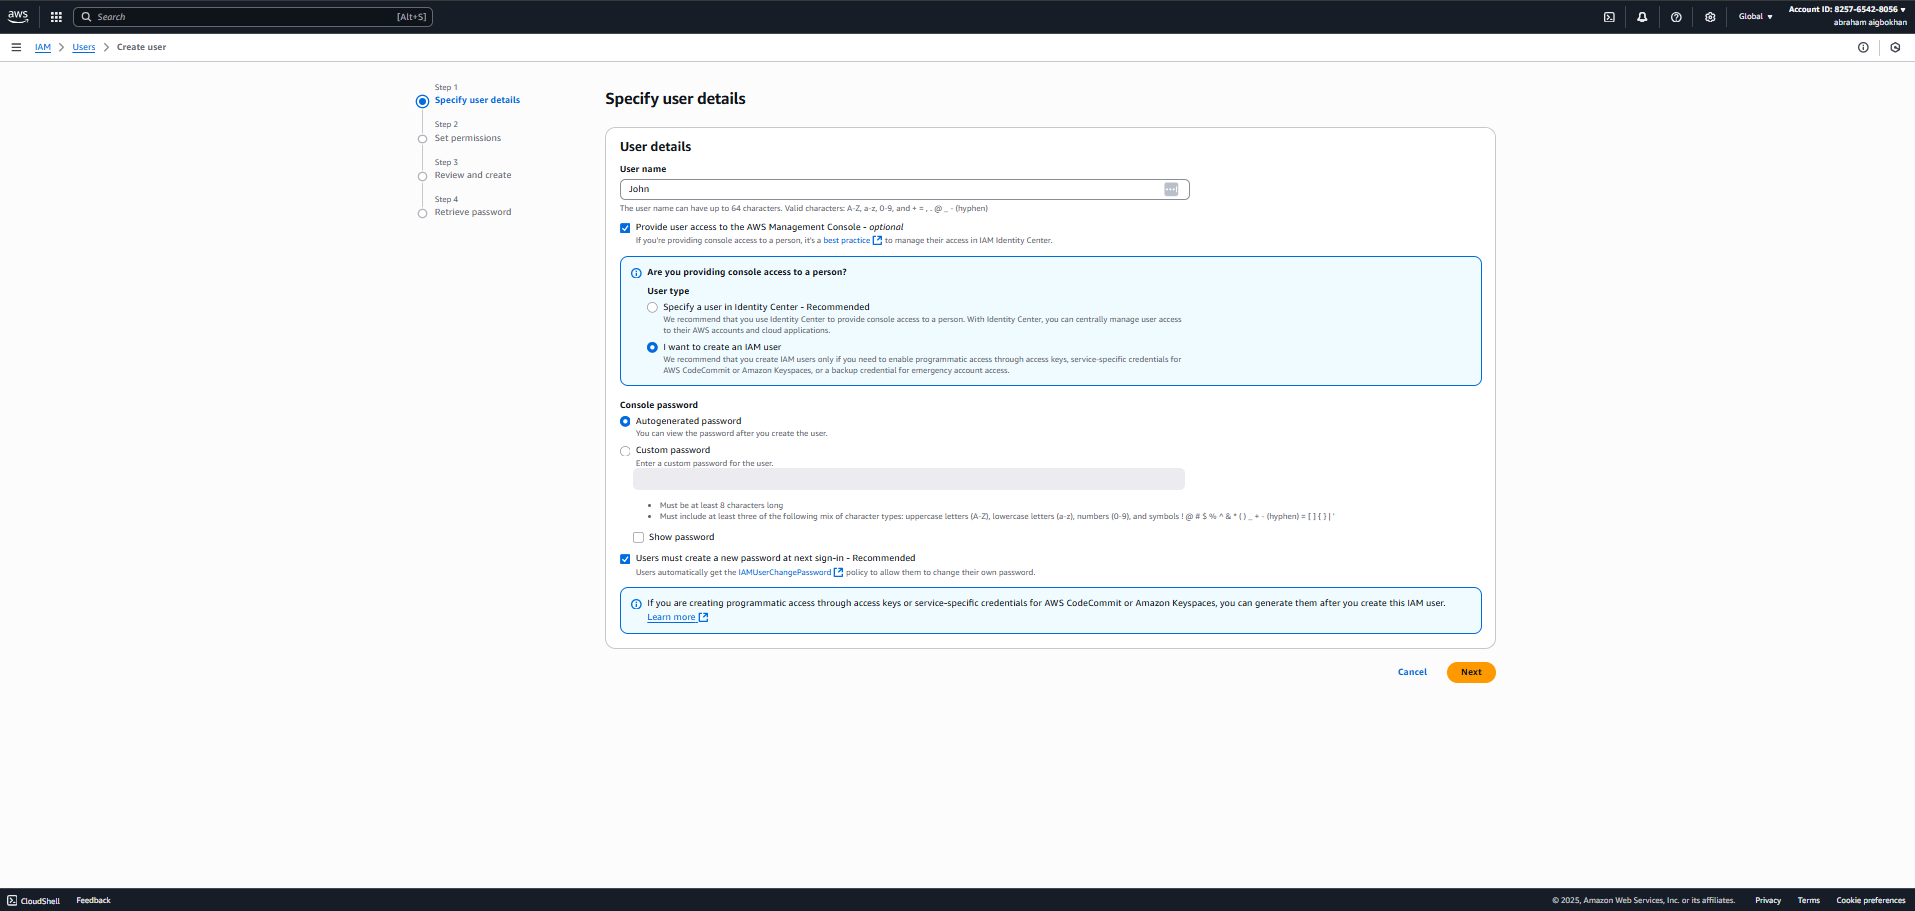 aws
Search
[Alt+S]
Global
Account ID: 8257-6542-8056
abraham aigbokhan
IAM
Users
Create user
Step 1
Specify user details
Step 2
Set permissions
Step 3
Review and create
Step 4
Retrieve password
Specify user details
User details
User name
John
The user name can have up to 64 characters. Valid characters: A-Z, a-z, 0-9, and + = , . @ _ - (hyphen)
Provide user access to the AWS Management Console - optional
If you're providing console access to a person, it's a best practice to manage their access in IAM Identity Center.
Are you providing console access to a person?
User type
Specify a user in Identity Center - Recommended
We recommend that you use Identity Center to provide console access to a person. With Identity Center, you can centrally manage user access
to their AWS accounts and cloud applications.
I want to create an IAM user
We recommend that you create IAM users only if you need to enable programmatic access through access keys, service-specific credentials for
AWS CodeCommit or Amazon Keyspaces, or a backup credential for emergency account access.
Console password
Autogenerated password
You can view the password after you create the user.
Custom password
Enter a custom password for the user.
• Must be at least 8 characters long
• Must include at least three of the following mix of character types: uppercase letters (A-Z), lowercase letters (a-z), numbers (0-9), and symbols ! @ # $ % ^ & * ( ) _ + - (hyphen) = [ ] { } | '
Show password
Users must create a new password at next sign-in - Recommended
Users automatically get the IAMUserChangePassword policy to allow them to change their own password.
If you are creating programmatic access through access keys or service-specific credentials for AWS CodeCommit or Amazon Keyspaces, you can generate them after you create this IAM user.
Learn more
Cancel
Next
CloudShell
Feedback
© 2025, Amazon Web Services, Inc. or its affiliates.
Privacy
Terms
Cookie preferences